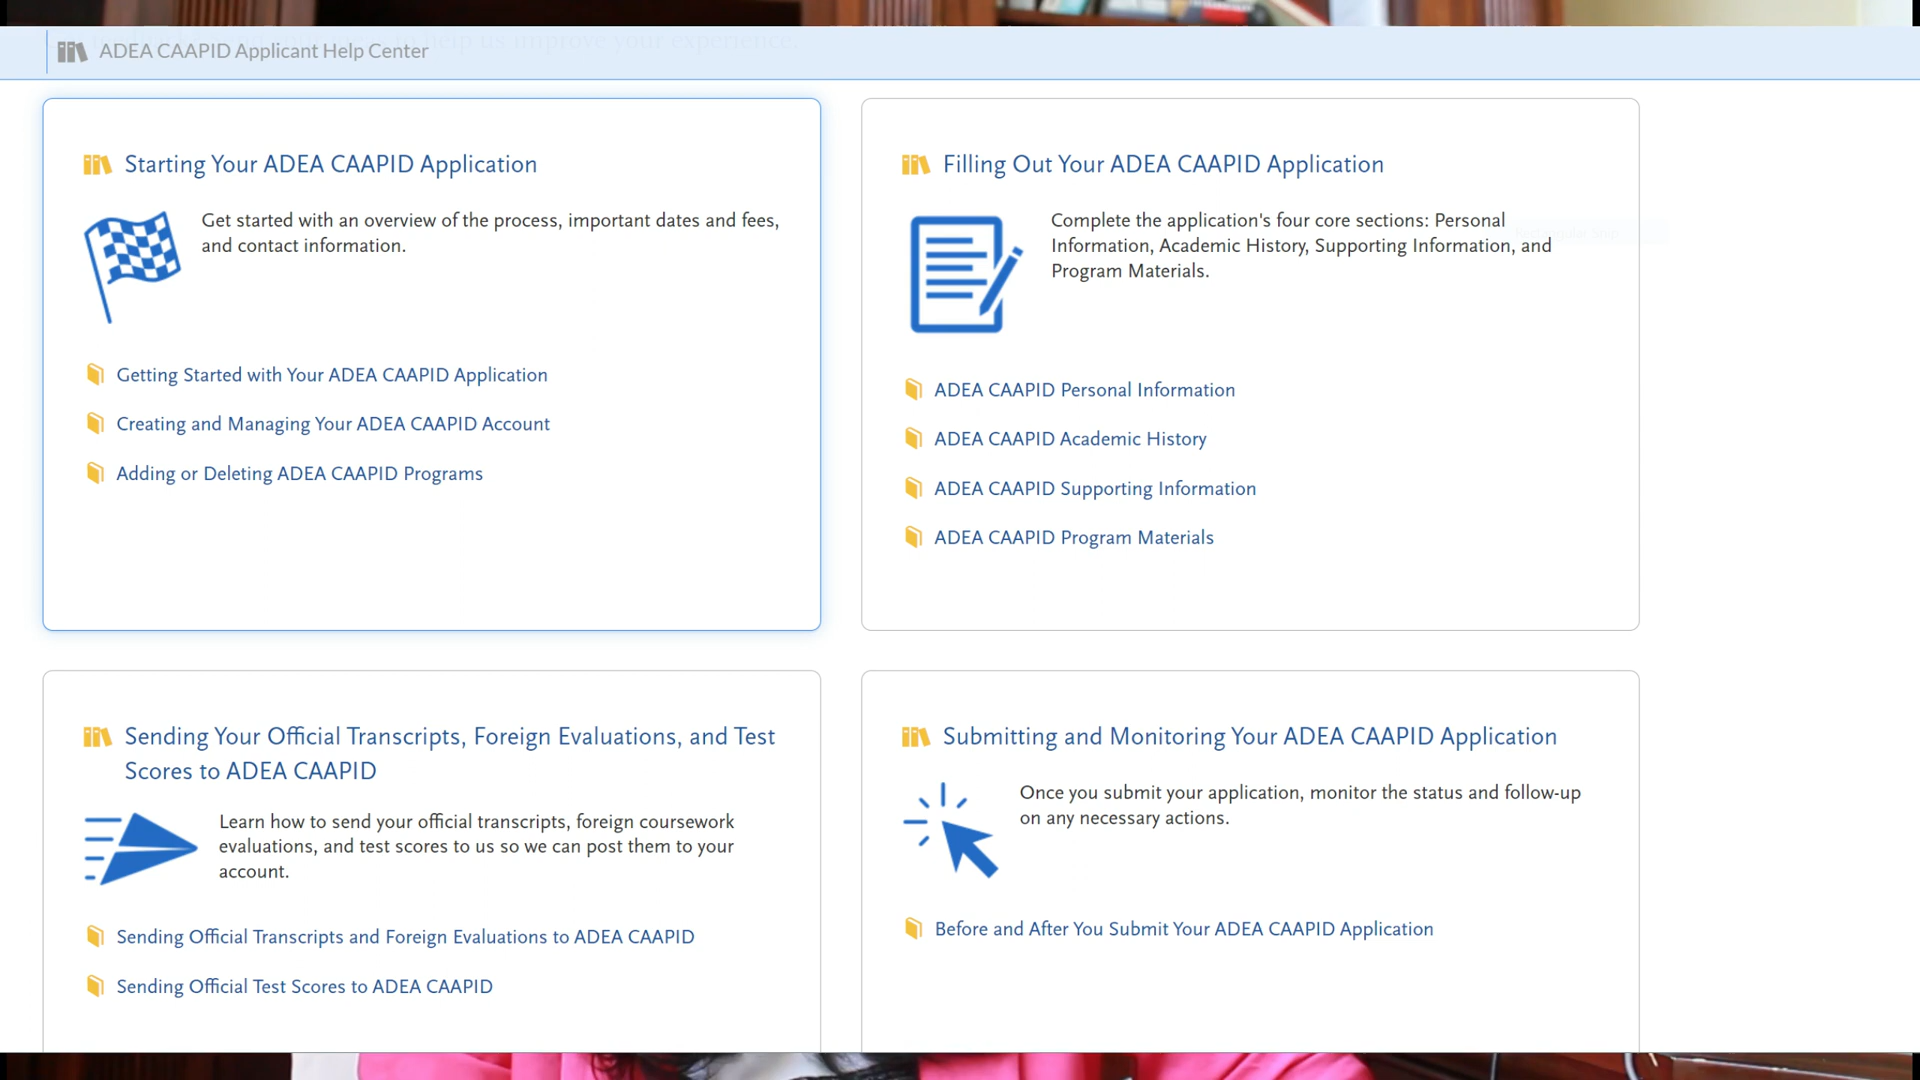 to help us improve your experience.
ADEA CAAPID Applicant Help Center
Starting Your ADEA CAAPID Application
Get started with an overview of the process, important dates and fees,
and contact information.
Getting Started with Your ADEA CAAPID Application
Creating and Managing Your ADEA CAAPID Account
Adding or Deleting ADEA CAAPID Programs
Filling Out Your ADEA CAAPID Application
Complete the application's four core sections: Personal
Information, Academic History, Supporting Information, and
Program Materials.
ADEA CAAPID Personal Information
ADEA CAAPID Academic History
ADEA CAAPID Supporting Information
ADEA CAAPID Program Materials
Sending Your Official Transcripts, Foreign Evaluations, and Test
Scores to ADEA CAAPID
Learn how to send your official transcripts, foreign coursework
evaluations, and test scores to us so we can post them to your
account.
Sending Official Transcripts and Foreign Evaluations to ADEA CAAPID
Sending Official Test Scores to ADEA CAAPID
Submitting and Monitoring Your ADEA CAAPID Application
Once you submit your application, monitor the status and follow-up
on any necessary actions.
Before and After You Submit Your ADEA CAAPID Application